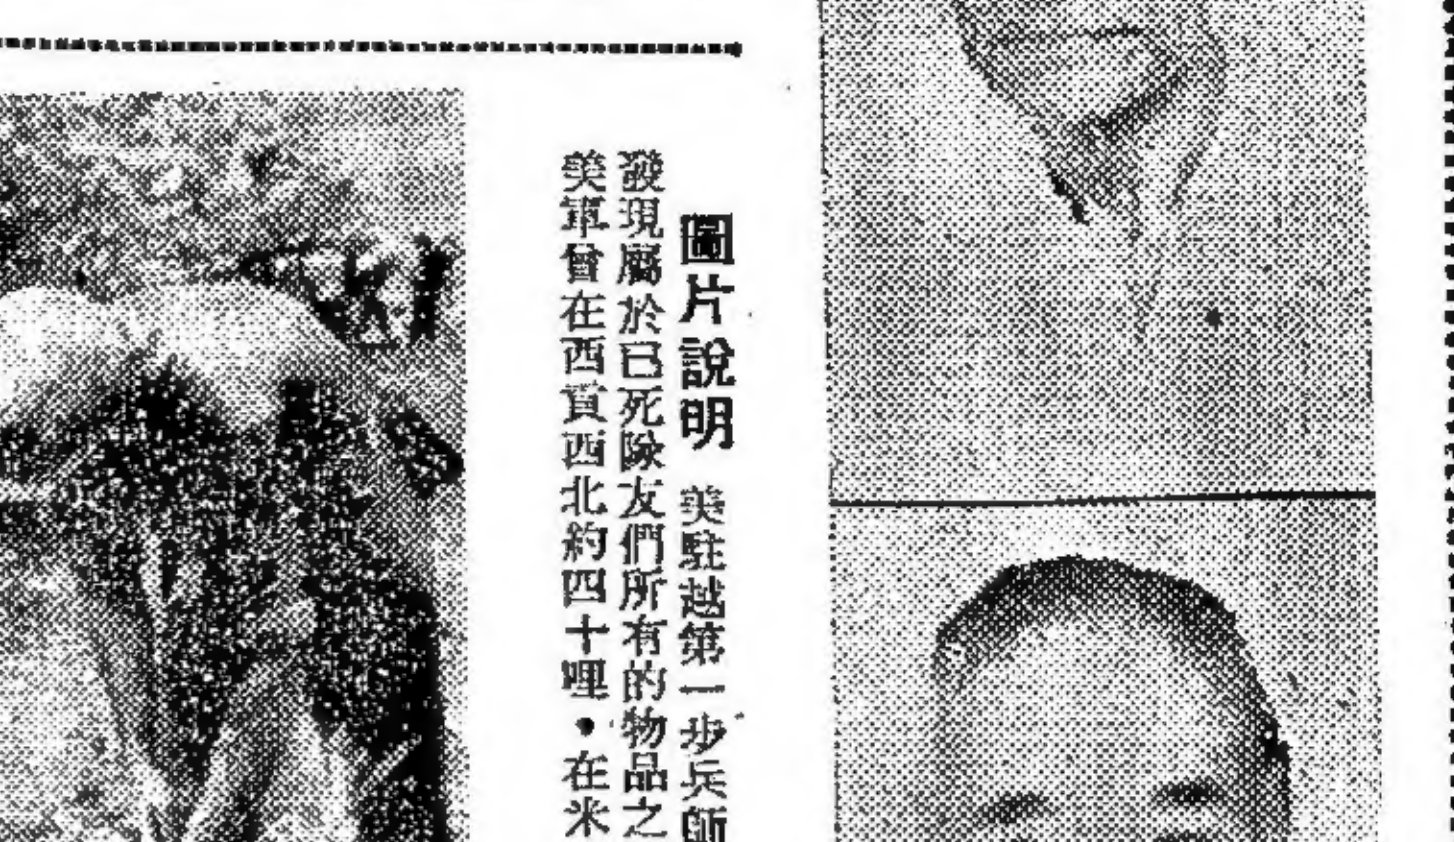 圖片說明 美駐越第一步兵師
發現屬於已死隊友們所有的物品之
美軍曾在西貢西北約四十哩・在米